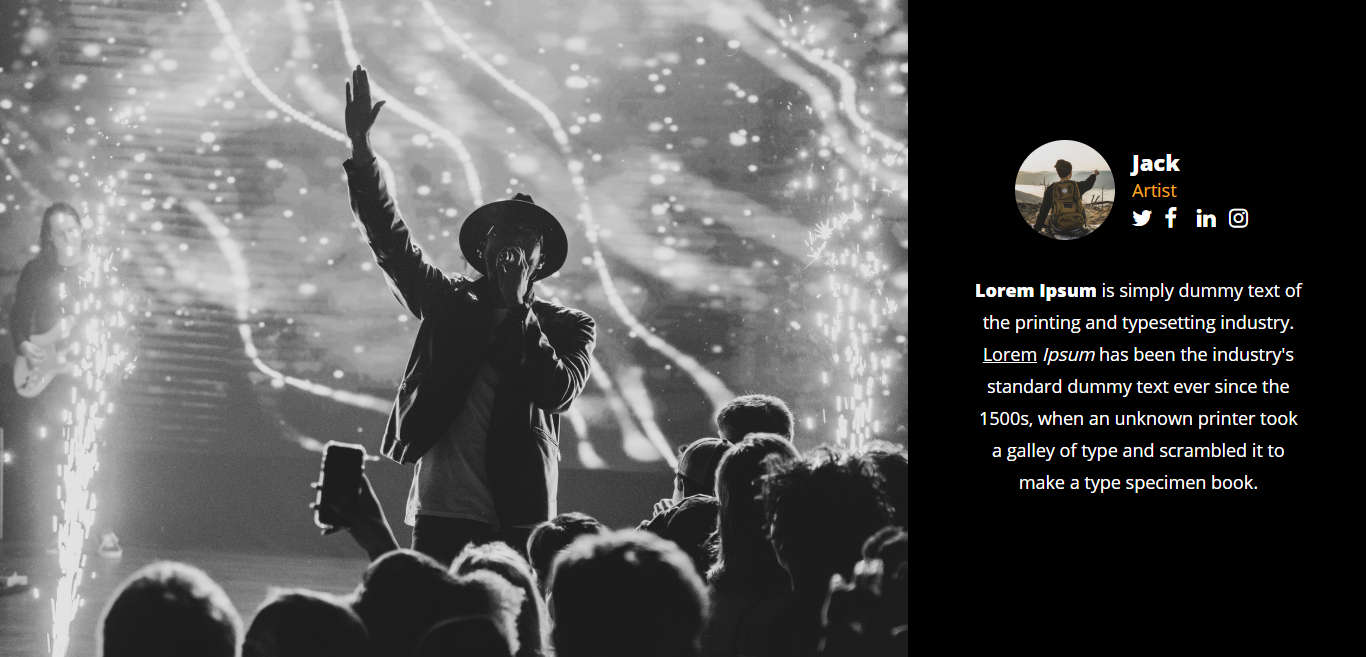 Jack
Artist
Lorem Ipsum is simply dummy text of
the printing and typesetting industry.
Lorem Ipsum has been the industry's
standard dummy text ever since the
1500s, when an unknown printer took
a galley of type and scrambled it to
make a type specimen book.